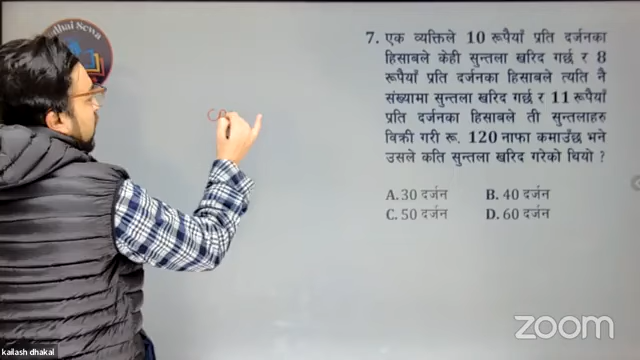 dhai Sewa
7. एक व्यक्तिले 10 रूपैयाँ प्रति दर्जनका
हिसाबले केही सुन्तला खरिद गर्छ र 8
रूपैयाँ प्रति दर्जनका हिसाबले त्यति नै
संख्यामा सुन्तला खरिद गर्छ र 11 रूपैयाँ
प्रति दर्जनका हिसाबले ती सुन्तलाहरु
बिक्री गरी रू. 120 नाफा कमाउँछ भने
उसले कति सुन्तला खरिद गरेको थियो ?
A. 30 दर्जन B. 40 दर्जन
C. 50 दर्जन D. 60 दर्जन
zoom
kailash dhakal